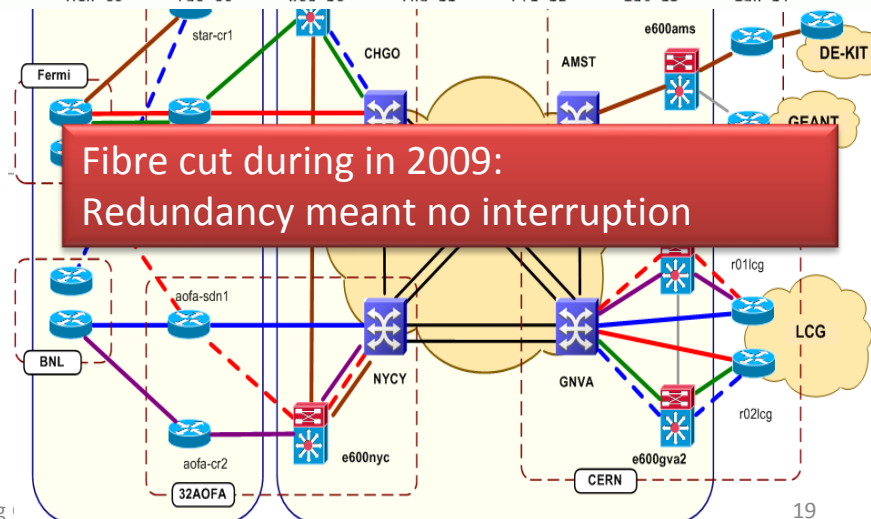 e600ams
star-cr1
CHGO
AMST
DE-KIT
Fermi
GEANT
Fibre cut during in 2009:
Redundancy meant no interruption
r01lcg
aofa-sdn1
LCG
BNL
NYCY
GNVA
r02lcg
aofa-cr2
e600nyc
e600gva2
CERN
32AOFA
19